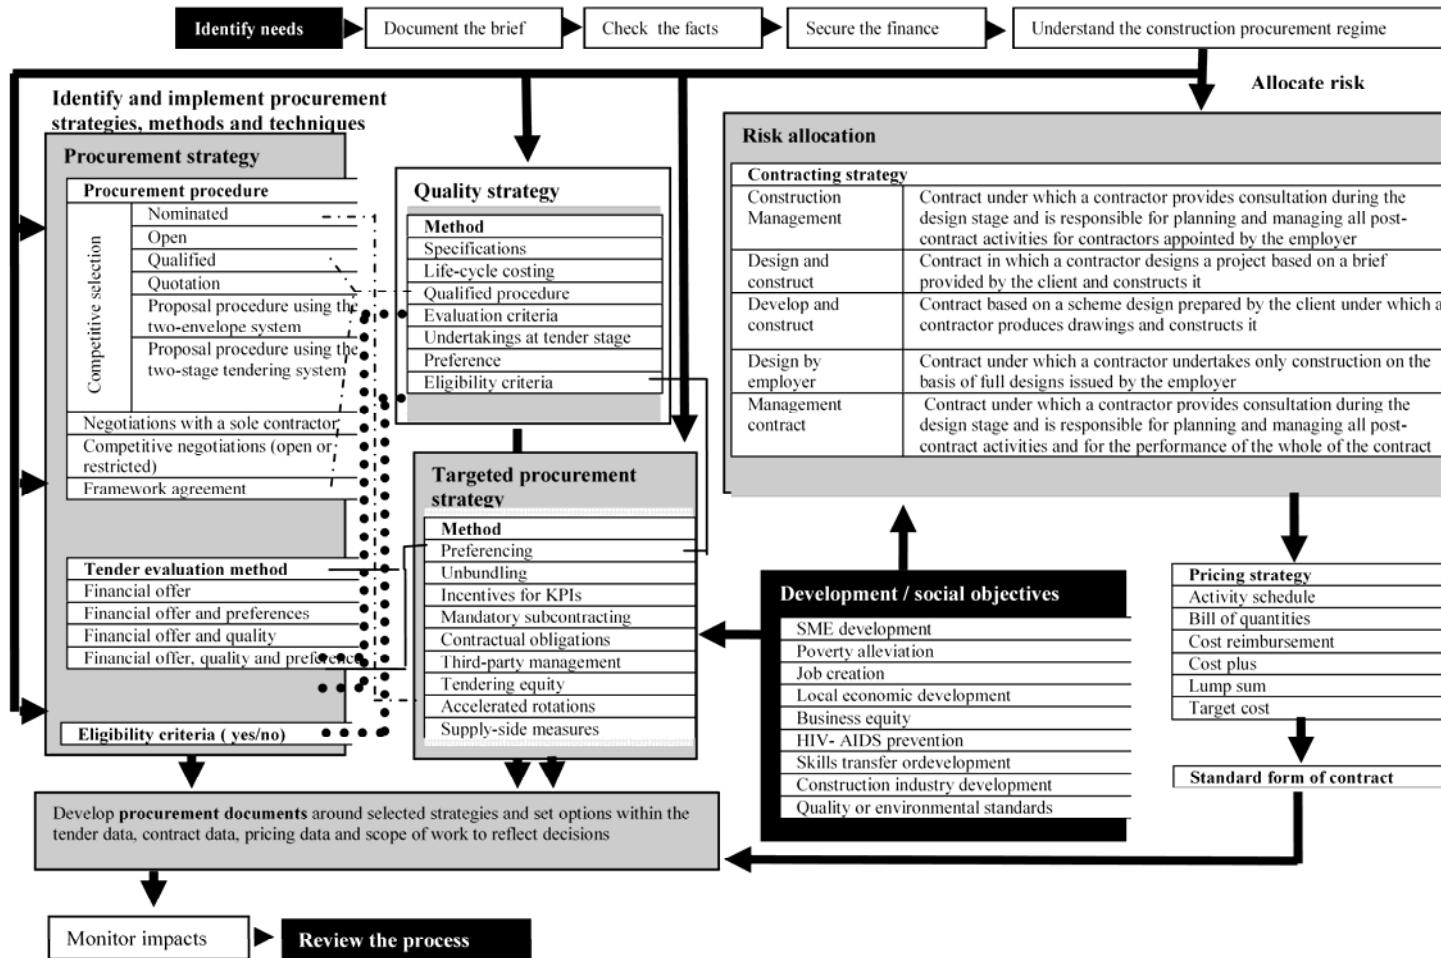 Identify needs
Document the brief
Check the facts
Secure the finance
Understand the construction procurement regime
Identify and implement procurement
strategies, methods and techniques
Allocate risk
Procurement strategy
Procurement procedure
Competitive selection
Nominated
Open
Qualified
Quotation
Proposal procedure using the
two-envelope system
Proposal procedure using the
two-stage tendering system
Negotiations with a sole contractor
Competitive negotiations (open or
restricted)
Framework agreement
Tender evaluation method
Financial offer
Financial offer and preferences
Financial offer and quality
Financial offer, quality and preference
Eligibility criteria ( yes/no)
Quality strategy
Method
Specifications
Life-cycle costing
Qualified procedure
Evaluation criteria
Undertakings at tender stage
Preference
Eligibility criteria
Targeted procurement
strategy
Method
Preferencing
Unbundling
Incentives for KPIs
Mandatory subcontracting
Contractual obligations
Third-party management
Tendering equity
Accelerated rotations
Supply-side measures
Risk allocation
Contracting strategy
Construction
Management
Contract under which a contractor provides consultation during the
design stage and is responsible for planning and managing all post-
contract activities for contractors appointed by the employer
Design and
construct
Contract in which a contractor designs a project based on a brief
provided by the client and constructs it
Develop and
construct
Contract based on a scheme design prepared by the client under which a
contractor produces drawings and constructs it
Design by
employer
Contract under which a contractor undertakes only construction on the
basis of full designs issued by the employer
Management
contract
Contract under which a contractor provides consultation during the
design stage and is responsible for planning and managing all post-
contract activities and for the performance of the whole of the contract
Development / social objectives
SME development
Poverty alleviation
Job creation
Local economic development
Business equity
HIV- AIDS prevention
Skills transfer ordevelopment
Construction industry development
Quality or environmental standards
Pricing strategy
Activity schedule
Bill of quantities
Cost reimbursement
Cost plus
Lump sum
Target cost
Standard form of contract
Develop procurement documents around selected strategies and set options within the
tender data, contract data, pricing data and scope of work to reflect decisions
Monitor impacts
Review the process